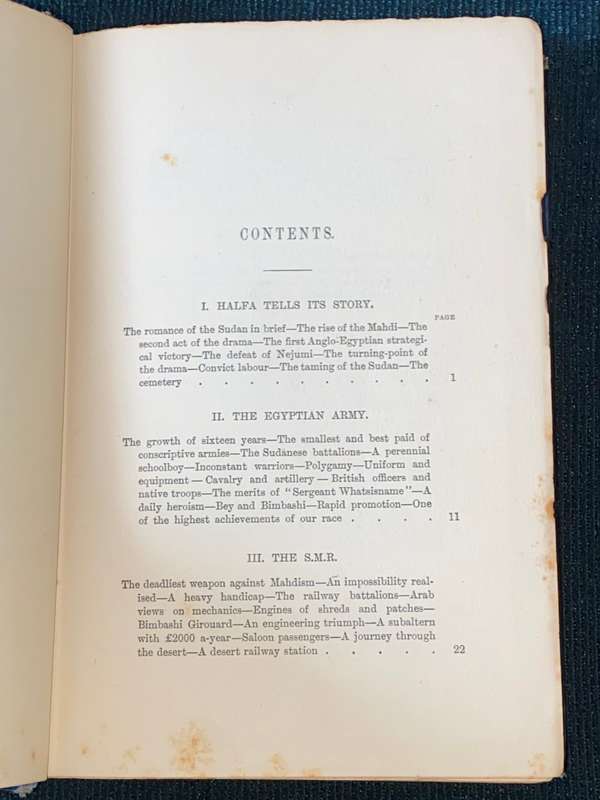 CONTENTS.
I. HALFA TELLS ITS STORY.
PAGE
The romance of the Sudan in brief—The rise of the Mahdi—The
second act of the drama—The first Anglo-Egyptian strategi-
cal victory—The defeat of Nejumi—The turning-point of
the drama—Convict labour—The taming of the Sudan—The
cemetery . . . . . . . . . . 1
II. THE EGYPTIAN ARMY.
The growth of sixteen years—The smallest and best paid of
conscriptive armies—The Sudanese battalions—A perennial
schoolboy—Inconstant warriors—Polygamy—Uniform and
equipment—Cavalry and artillery—British officers and
native troops—The merits of "Sergeant Whatsisname"—A
daily heroism—Bey and Bimbashi—Rapid promotion—One
of the highest achievements of our race . . . . 11
III. THE S.M.R.
The deadliest weapon against Mahdism—An impossibility real-
ised—A heavy handicap—The railway battalions—Arab
views on mechanics—Engines of shreds and patches—
Bimbashi Girouard—An engineering triumph—A subaltern
with £2000 a-year—Saloon passengers—A journey through
the desert—A desert railway station . . . . . 22